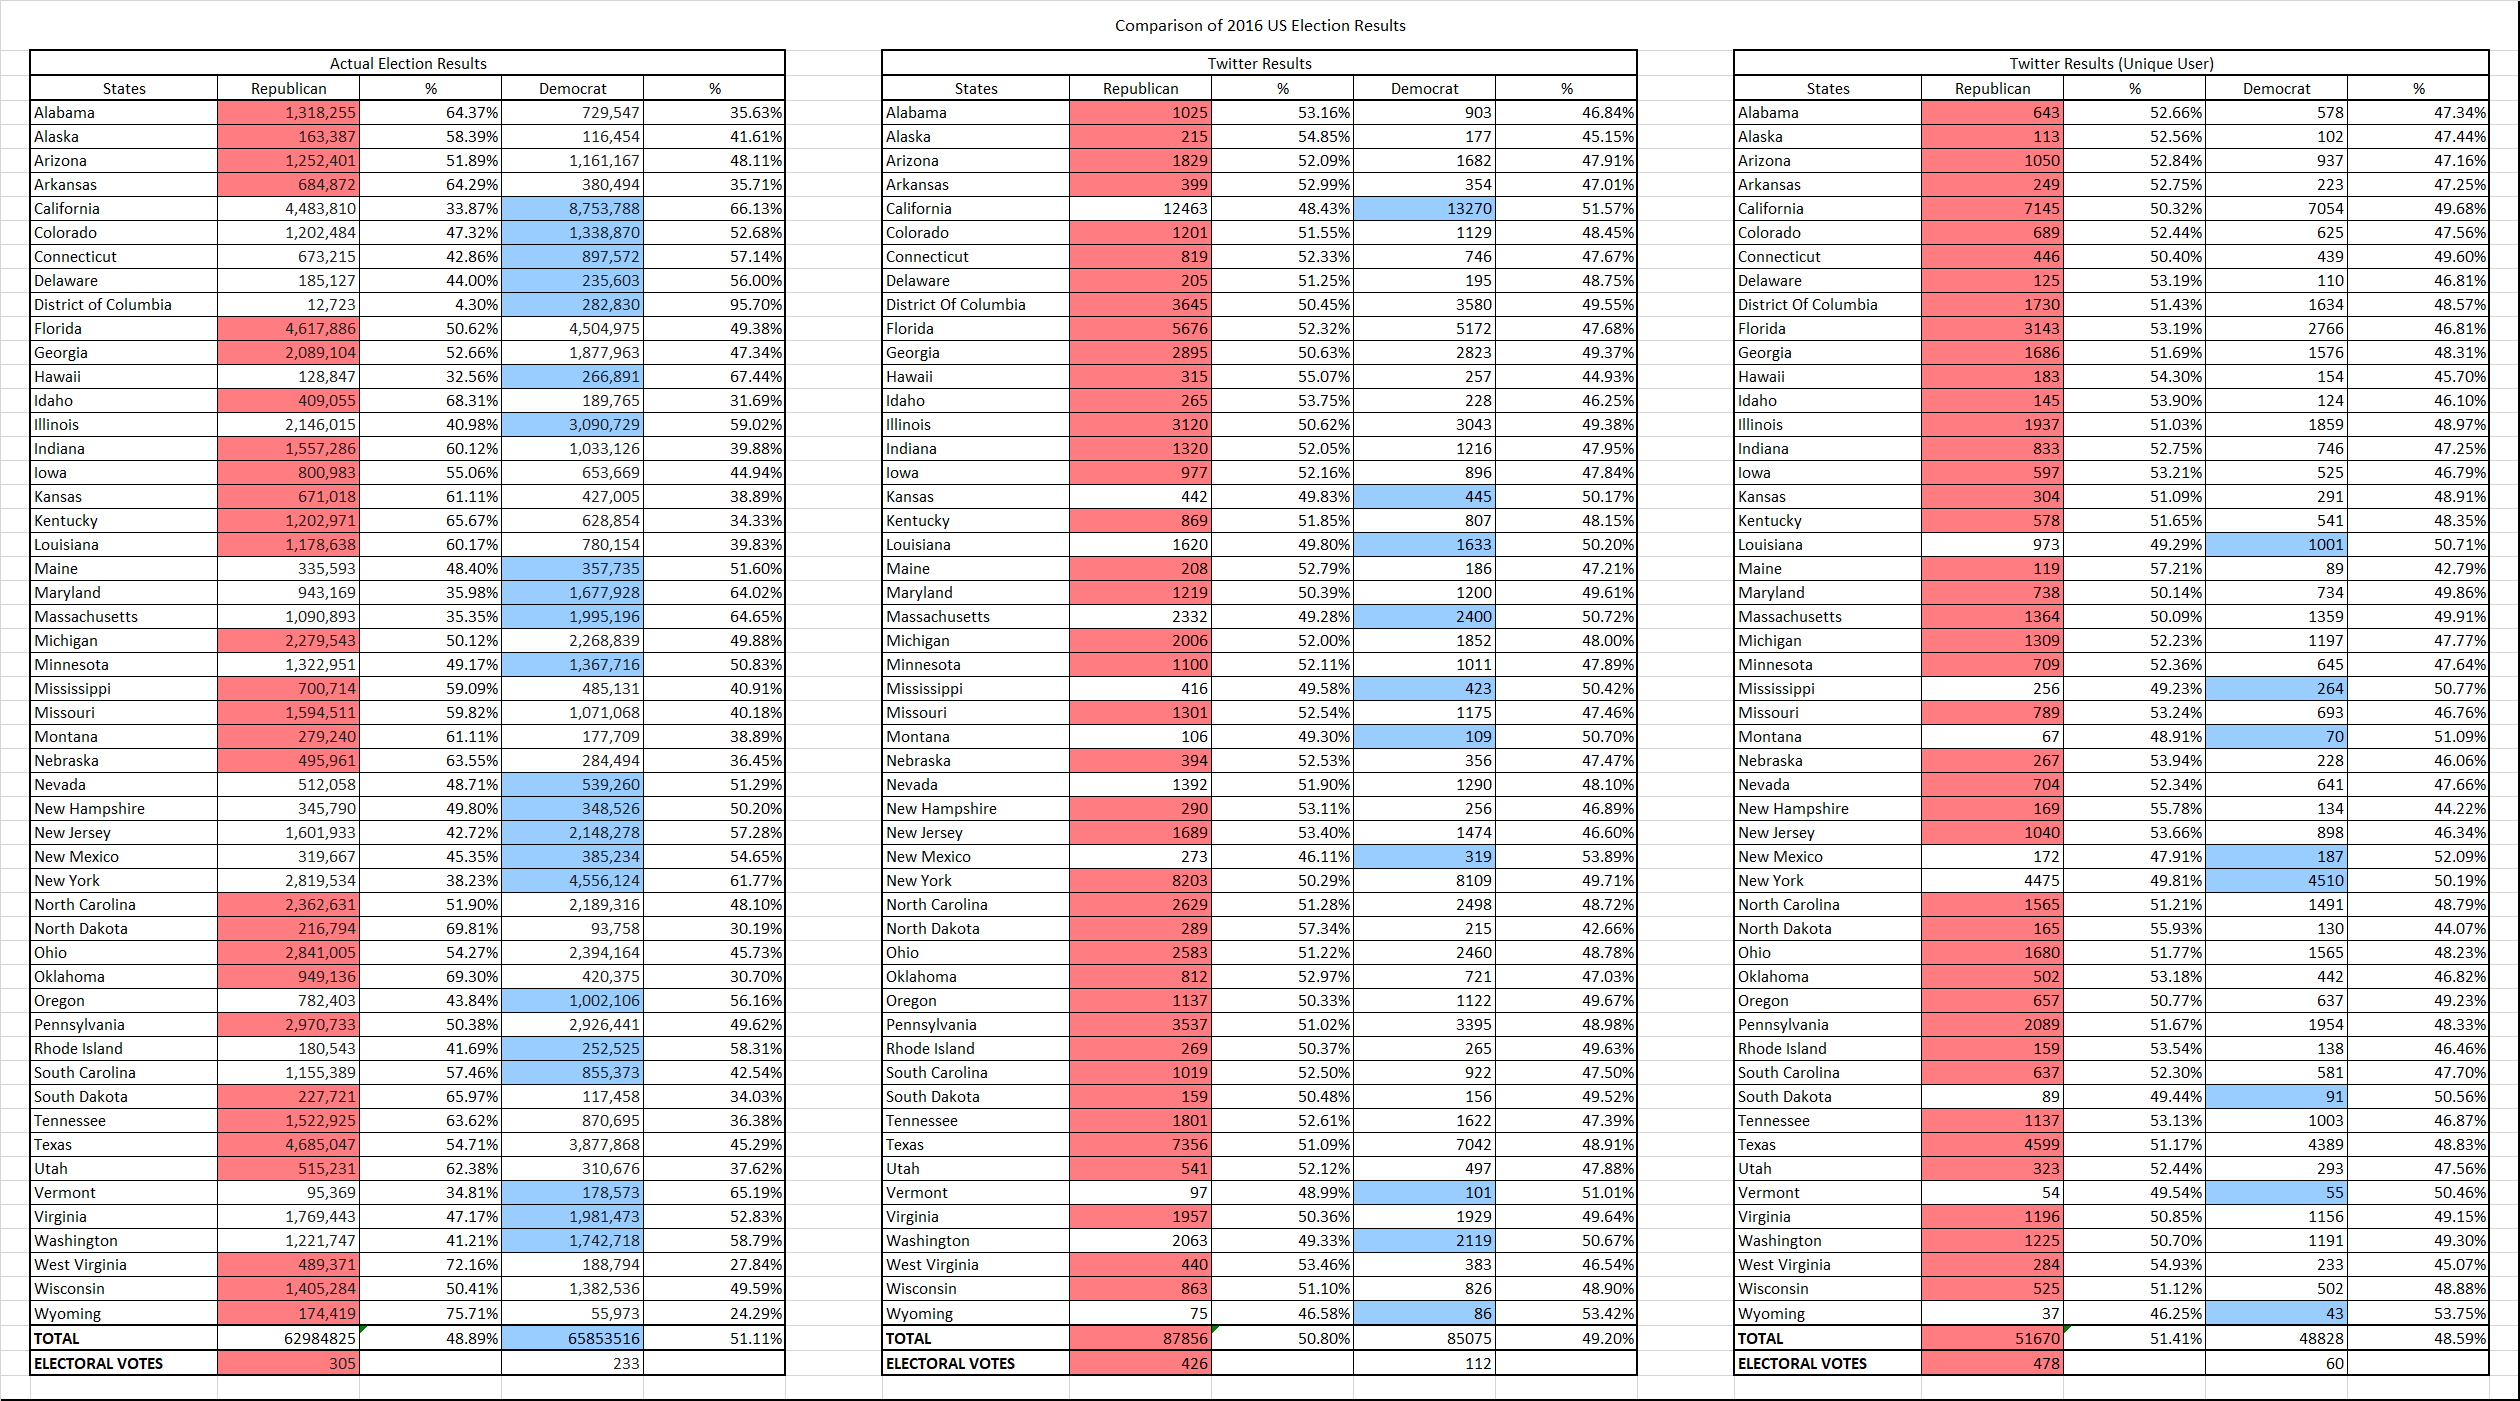 Comparison of 2016 US Election Results
Actual Election Results Twitter Results Twitter Results (Unique User)
States Republican % Democrat % States Republican % Democrat % States Republican % Democrat %
Alabama 1,318,255 64.37% 729,547 35.63% Alabama 1025 53.16% 903 46.84% Alabama 643 52.66% 578 47.34%
Alaska 163,387 58.39% 116,454 41.61% Alaska 215 54.85% 177 45.15% Alaska 113 52.56% 102 47.44%
Arizona 1,252,401 51.89% 1,161,167 48.11% Arizona 1829 52.09% 1682 47.91% Arizona 1050 52.84% 937 47.16%
Arkansas 684,872 64.29% 380,494 35.71% Arkansas 399 52.99% 354 47.01% Arkansas 249 52.75% 223 47.25%
California 4,483,810 33.87% 8,753,788 66.13% California 12463 48.43% 13270 51.57% California 7145 50.32% 7054 49.68%
Colorado 1,202,484 47.32% 1,338,870 52.68% Colorado 1201 51.55% 1129 48.45% Colorado 689 52.44% 625 47.56%
Connecticut 673,215 42.86% 897,572 57.14% Connecticut 819 52.33% 746 47.67% Connecticut 446 50.40% 439 49.60%
Delaware 185,127 44.00% 235,603 56.00% Delaware 205 51.25% 195 48.75% Delaware 125 53.19% 110 46.81%
District of Columbia 12,723 4.30% 282,830 95.70% District Of Columbia 3645 50.45% 3580 49.55% District Of Columbia 1730 51.43% 1634 48.57%
Florida 4,617,886 50.62% 4,504,975 49.38% Florida 5676 52.32% 5172 47.68% Florida 3143 53.19% 2766 46.81%
Georgia 2,089,104 52.66% 1,877,963 47.34% Georgia 2895 50.63% 2823 49.37% Georgia 1686 51.69% 1576 48.31%
Hawaii 128,847 32.56% 266,891 67.44% Hawaii 315 55.07% 257 44.93% Hawaii 183 54.30% 154 45.70%
Idaho 409,055 68.31% 189,765 31.69% Idaho 265 53.75% 228 46.25% Idaho 145 53.90% 124 46.10%
Illinois 2,146,015 40.98% 3,090,729 59.02% Illinois 3120 50.62% 3043 49.38% Illinois 1937 51.03% 1859 48.97%
Indiana 1,557,286 60.12% 1,033,126 39.88% Indiana 1320 52.05% 1216 47.95% Indiana 833 52.75% 746 47.25%
Iowa 800,983 55.06% 653,669 44.94% Iowa 977 52.16% 896 47.84% Iowa 597 53.21% 525 46.79%
Kansas 671,018 61.11% 427,005 38.89% Kansas 442 49.83% 445 50.17% Kansas 304 51.09% 291 48.91%
Kentucky 1,202,971 65.67% 628,854 34.33% Kentucky 869 51.85% 807 48.15% Kentucky 578 51.65% 541 48.35%
Louisiana 1,178,638 60.17% 780,154 39.83% Louisiana 1620 49.80% 1633 50.20% Louisiana 973 49.29% 1001 50.71%
Maine 335,593 48.40% 357,735 51.60% Maine 208 52.79% 186 47.21% Maine 119 57.21% 89 42.79%
Maryland 943,169 35.98% 1,677,928 64.02% Maryland 1219 50.39% 1200 49.61% Maryland 738 50.14% 734 49.86%
Massachusetts 1,090,893 35.35% 1,995,196 64.65% Massachusetts 2332 49.28% 2400 50.72% Massachusetts 1364 50.09% 1359 49.91%
Michigan 2,279,543 50.12% 2,268,839 49.88% Michigan 2006 52.00% 1852 48.00% Michigan 1309 52.23% 1197 47.77%
Minnesota 1,322,951 49.17% 1,367,716 50.83% Minnesota 1100 52.11% 1011 47.89% Minnesota 709 52.36% 645 47.64%
Mississippi 700,714 59.09% 485,131 40.91% Mississippi 416 49.58% 423 50.42% Mississippi 256 49.23% 264 50.77%
Missouri 1,594,511 59.82% 1,071,068 40.18% Missouri 1301 52.54% 1175 47.46% Missouri 789 53.24% 693 46.76%
Montana 279,240 61.11% 177,709 38.89% Montana 106 49.30% 109 50.70% Montana 67 48.91% 70 51.09%
Nebraska 495,961 63.55% 284,494 36.45% Nebraska 394 52.53% 356 47.47% Nebraska 267 53.94% 228 46.06%
Nevada 512,058 48.71% 539,260 51.29% Nevada 1392 51.90% 1290 48.10% Nevada 704 52.34% 641 47.66%
New Hampshire 345,790 49.80% 348,526 50.20% New Hampshire 290 53.11% 256 46.89% New Hampshire 169 55.78% 134 44.22%
New Jersey 1,601,933 42.72% 2,148,278 57.28% New Jersey 1689 53.40% 1474 46.60% New Jersey 1040 53.66% 898 46.34%
New Mexico 319,667 45.35% 385,234 54.65% New Mexico 273 46.11% 319 53.89% New Mexico 172 47.91% 187 52.09%
New York 2,819,534 38.23% 4,556,124 61.77% New York 8203 50.29% 8109 49.71% New York 4475 49.81% 4510 50.19%
North Carolina 2,362,631 51.90% 2,189,316 48.10% North Carolina 2629 51.28% 2498 48.72% North Carolina 1565 51.21% 1491 48.79%
North Dakota 216,794 69.81% 93,758 30.19% North Dakota 289 57.34% 215 42.66% North Dakota 165 55.93% 130 44.07%
Ohio 2,841,005 54.27% 2,394,164 45.73% Ohio 2583 51.22% 2460 48.78% Ohio 1680 51.77% 1565 48.23%
Oklahoma 949,136 69.30% 420,375 30.70% Oklahoma 812 52.97% 721 47.03% Oklahoma 502 53.18% 442 46.82%
Oregon 782,403 43.84% 1,002,106 56.16% Oregon 1137 50.33% 1122 49.67% Oregon 657 50.77% 637 49.23%
Pennsylvania 2,970,733 50.38% 2,926,441 49.62% Pennsylvania 3537 51.02% 3395 48.98% Pennsylvania 2089 51.67% 1954 48.33%
Rhode Island 180,543 41.69% 252,525 58.31% Rhode Island 269 50.37% 265 49.63% Rhode Island 159 53.54% 138 46.46%
South Carolina 1,155,389 57.46% 855,373 42.54% South Carolina 1019 52.50% 922 47.50% South Carolina 637 52.30% 581 47.70%
South Dakota 227,721 65.97% 117,458 34.03% South Dakota 159 50.48% 156 49.52% South Dakota 89 49.44% 91 50.56%
Tennessee 1,522,925 63.62% 870,695 36.38% Tennessee 1801 52.61% 1622 47.39% Tennessee 1137 53.13% 1003 46.87%
Texas 4,685,047 54.71% 3,877,868 45.29% Texas 7356 51.09% 7042 48.91% Texas 4599 51.17% 4389 48.83%
Utah 515,231 62.38% 310,676 37.62% Utah 541 52.12% 497 47.88% Utah 323 52.44% 293 47.56%
Vermont 95,369 34.81% 178,573 65.19% Vermont 97 48.99% 101 51.01% Vermont 54 49.54% 55 50.46%
Virginia 1,769,443 47.17% 1,981,473 52.83% Virginia 1957 50.36% 1929 49.64% Virginia 1196 50.85% 1156 49.15%
Washington 1,221,747 41.21% 1,742,718 58.79% Washington 2063 49.33% 2119 50.67% Washington 1225 50.70% 1191 49.30%
West Virginia 489,371 72.16% 188,794 27.84% West Virginia 440 53.46% 383 46.54% West Virginia 284 54.93% 233 45.07%
Wisconsin 1,405,284 50.41% 1,382,536 49.59% Wisconsin 863 51.10% 826 48.90% Wisconsin 525 51.12% 502 48.88%
Wyoming 174,419 75.71% 55,973 24.29% Wyoming 75 46.58% 86 53.42% Wyoming 37 46.25% 43 53.75%
TOTAL 62984825 48.89% 65853516 51.11% TOTAL 87856 50.80% 85075 49.20% TOTAL 51670 51.41% 48828 48.59%
ELECTORAL VOTES 305 233 ELECTORAL VOTES 426 112 ELECTORAL VOTES 478 60